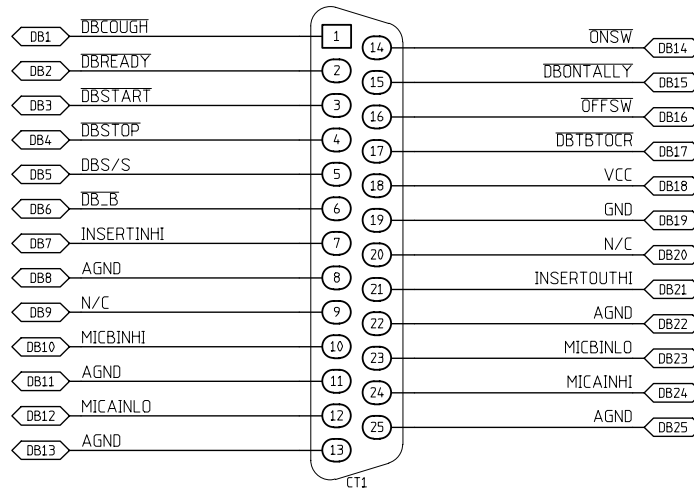 DB1 DBCOUGH 1
14 ONSW DB14
DB2 DBREADY 2
15 DBONTALLY DB15
DB3 DBSTART 3
16 OFFSW DB16
DB4 DBSTOP 4
17 DBTBTOCR DB17
DB5 DBS/S 5
18 VCC DB18
DB6 DB_B 6
19 GND DB19
DB7 INSERTINHI 7
20 N/C DB20
DB8 AGND 8
21 INSERTOUTHI DB21
DB9 N/C 9
22 AGND DB22
DB10 MICBINHI 10
23 MICBINLO DB23
DB11 AGND 11
24 MICAINHI DB24
DB12 MICAINLO 12
25 AGND DB25
DB13 AGND 13
CT1